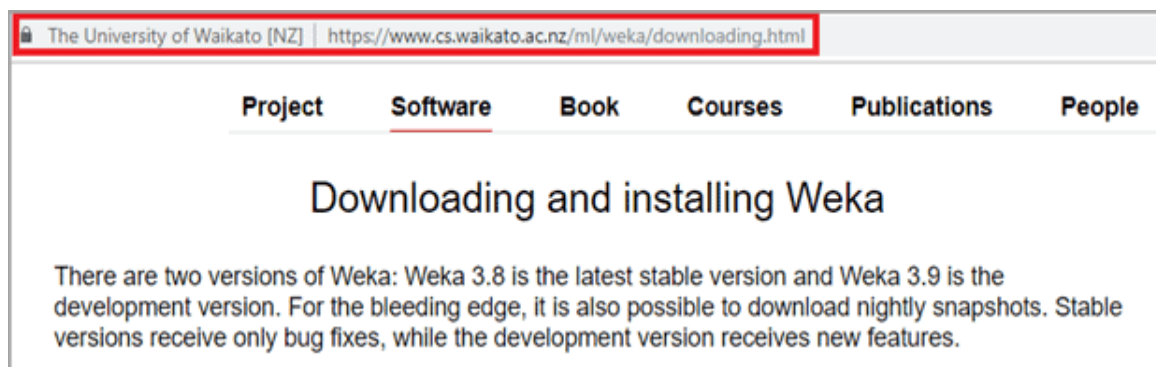 The University of Waikato [NZ] | https://www.cs.waikato.ac.nz/ml/weka/downloading.html
Project Software Book Courses Publications People
Downloading and installing Weka
There are two versions of Weka: Weka 3.8 is the latest stable version and Weka 3.9 is the
development version. For the bleeding edge, it is also possible to download nightly snapshots. Stable
versions receive only bug fixes, while the development version receives new features.